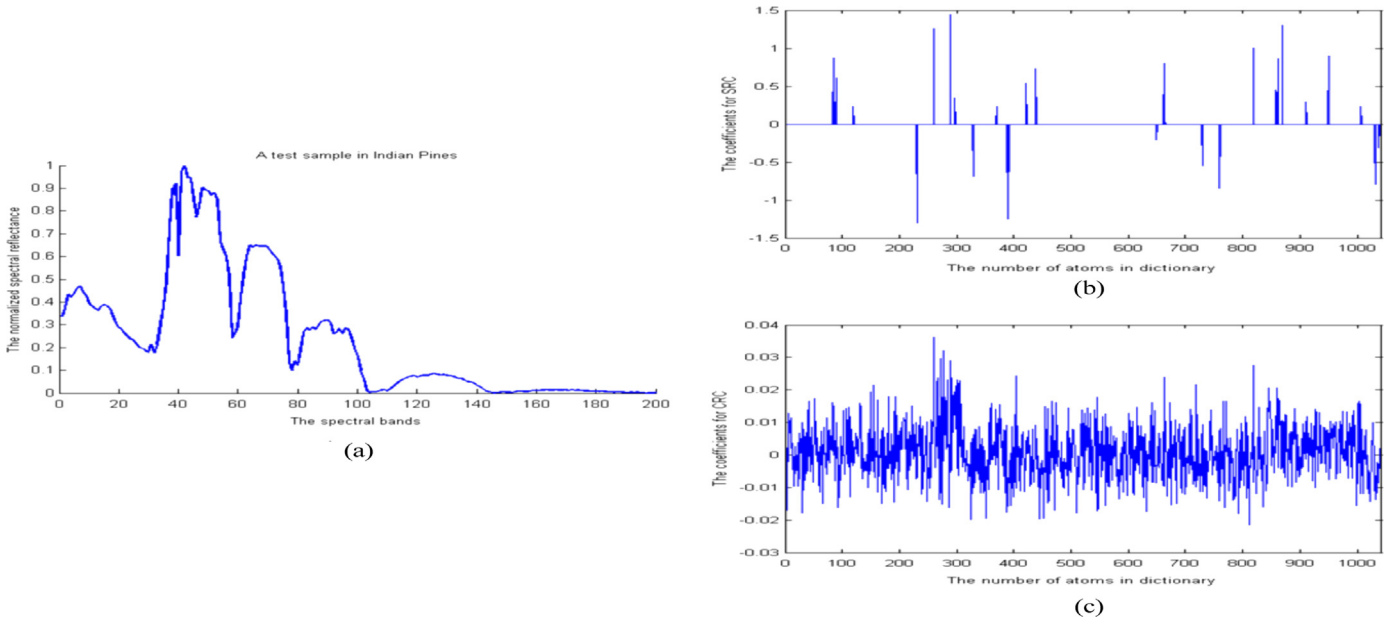 A test sample in Indian Pines
The normalized spectral reflectance
1
0.9
0.8
0.7
0.6
0.5
0.4
0.3
0.2
0.1
0
0 20 40 60 80 100 120 140 160 180 200
The spectral bands
(a)
The coefficients for SRC
1.5
1
0.5
0
-0.5
-1
-1.5
0 100 200 300 400 500 600 700 800 900 1000
The number of atoms in dictionary
(b)
The coefficients for CRC
0.04
0.03
0.02
0.01
0
-0.01
-0.02
-0.03
0 100 200 300 400 500 600 700 800 900 1000
The number of atoms in dictionary
(c)